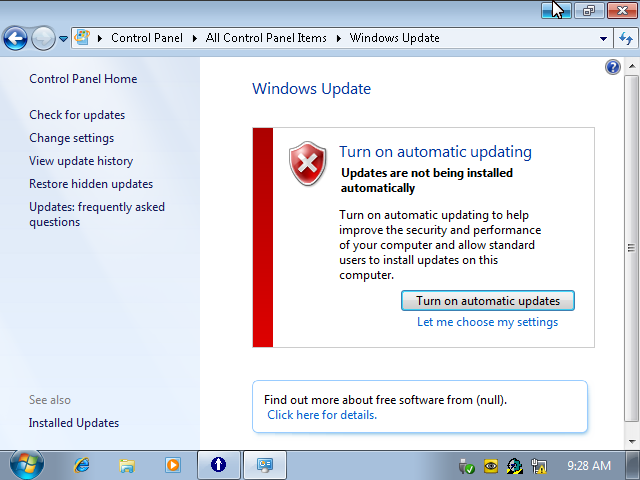 Control Panel
All Control Panel Items
Windows Update
Control Panel Home
Check for updates
Change settings
View update history
Restore hidden updates
Updates: frequently asked
questions
See also
Installed Updates
Windows Update
Turn on automatic updating
Updates are not being installed
automatically
Turn on automatic updating to help
improve the security and performance
of your computer and allow standard
users to install updates on this
computer.
Turn on automatic updates
Let me choose my settings
Find out more about free software from (null).
Click here for details.
9:28 AM